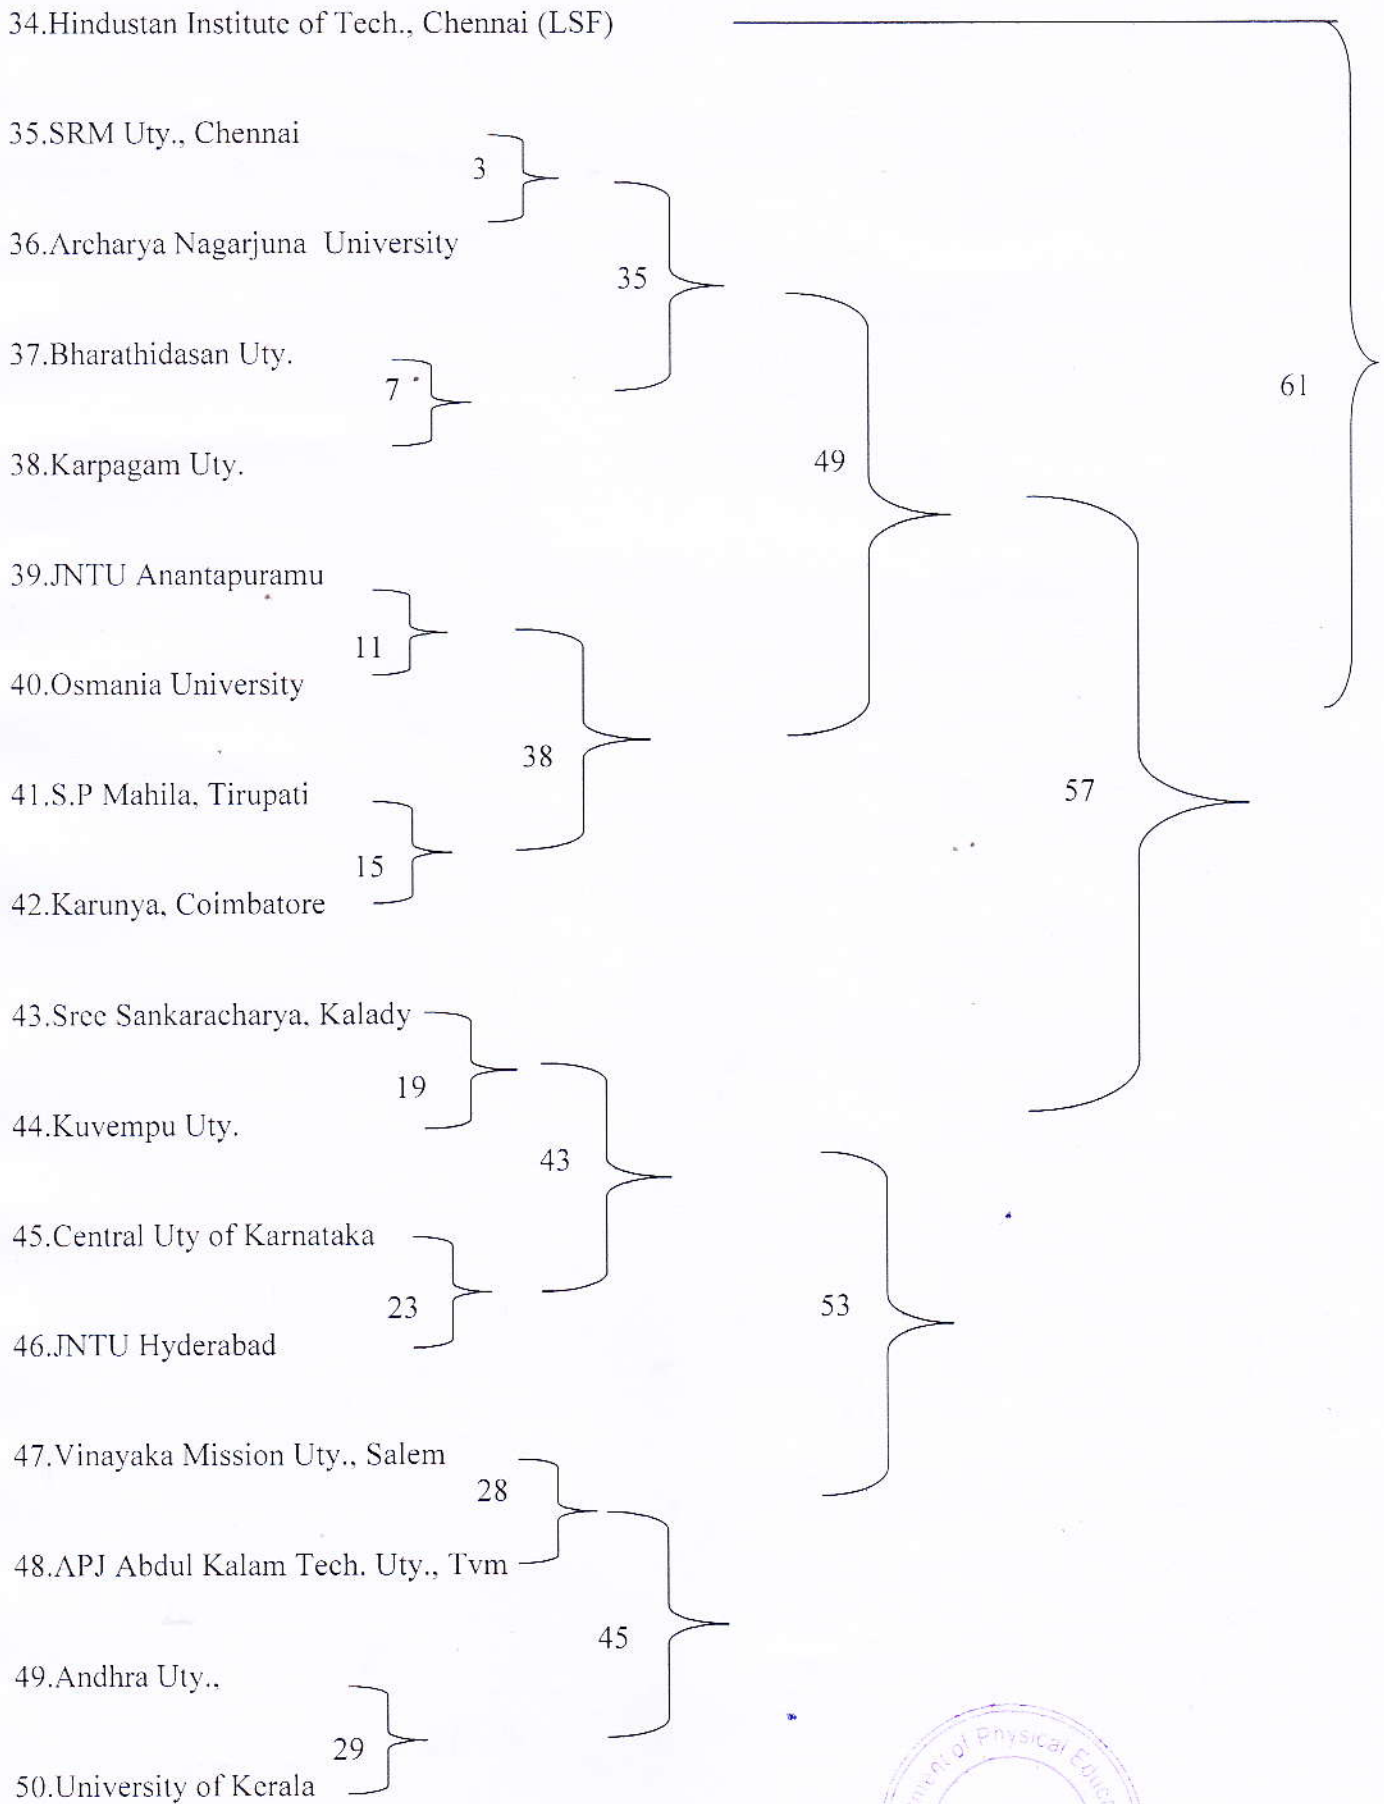 34.Hindustan Institute of Tech., Chennai (LSF)
35.SRM Uty., Chennai
3
36.Archarya Nagarjuna University
35
37.Bharathidasan Uty.
7
61
38.Karpagam Uty.
49
39.JNTU Anantapuramu
11
40.Osmania University
38
41.S.P Mahila, Tirupati
57
15
42.Karunya, Coimbatore
43.Sree Sankaracharya, Kalady
19
44.Kuvempu Uty.
43
45.Central Uty of Karnataka
23
53
46.JNTU Hyderabad
47.Vinayaka Mission Uty., Salem
28
48.APJ Abdul Kalam Tech. Uty., Tvm
45
49.Andhra Uty.,
29
50.University of Kerala
of Physical